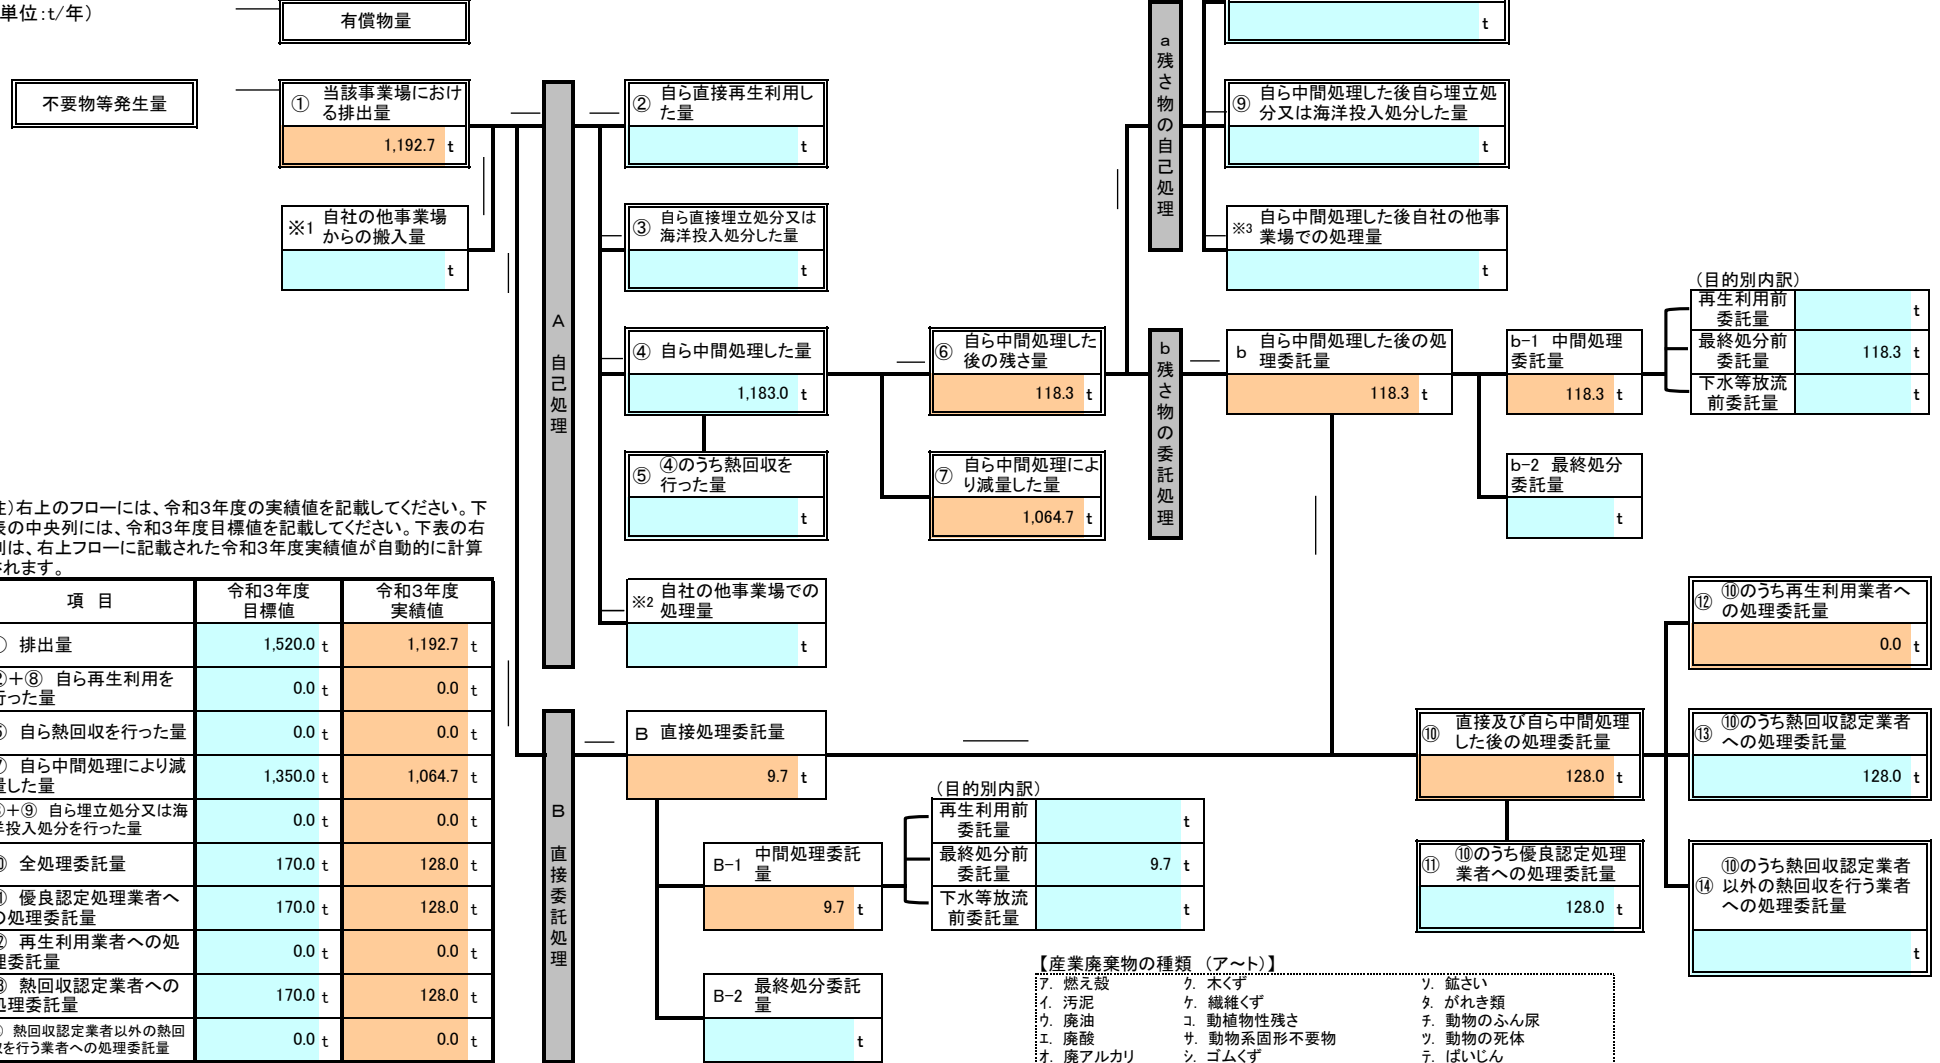 単位:t/年）
有償物量
t
不要物等発生量
① 当該事業場におけ
る排出量
1,192.7 t
※1 自社の他事業場
からの搬入量
t
A 自己処理
② 自ら直接再生利用し
た量
t
③ 自ら直接埋立処分又は
海洋投入処分した量
t
④ 自ら中間処理した量
1,183.0 t
⑤ ④のうち熱回収を
行った量
t
※2 自社の他事業場での
処理量
t
⑥ 自ら中間処理した
後の残さ量
118.3 t
⑦ 自ら中間処理によ
り減量した量
1,064.7 t
a 残さ物の自己処理
⑨ 自ら中間処理した後自ら埋立処
分又は海洋投入処分した量
t
※3 自ら中間処理した後自社の他事
業場での処理量
t
b 残さ物の委託処理
b 自ら中間処理した後の処
理委託量
118.3 t
b-1 中間処理
委託量
118.3 t
（目的別内訳）
再生利用前
委託量
t
最終処分前
委託量
118.3 t
下水等放流
前委託量
t
b-2 最終処分
委託量
t
)右上のフローには、令和3年度の実績値を記載してください。下
の中央列には、令和3年度目標値を記載してください。下表の右
は、右上フローに記載された令和3年度実績値が自動的に計算
れます。
項 目 令和3年度 目標値 令和3年度 実績値
排出量 1,520.0 t 1,192.7 t
＋⑧ 自ら再生利用を
った量 0.0 t 0.0 t
自ら熱回収を行った量 0.0 t 0.0 t
自ら中間処理により減
した量 1,350.0 t 1,064.7 t
＋⑨ 自ら埋立処分又は海
投入処分を行った量 0.0 t 0.0 t
全処理委託量 170.0 t 128.0 t
優良認定処理業者へ
の処理委託量 170.0 t 128.0 t
再生利用業者への処
理委託量 0.0 t 0.0 t
熱回収認定業者への
処理委託量 170.0 t 128.0 t
熱回収認定業者以外の熱回
収を行う業者への処理委託量 0.0 t 0.0 t
B 直接委託処理
B 直接処理委託量
9.7 t
B-1 中間処理委託
量
9.7 t
（目的別内訳）
再生利用前
委託量
t
最終処分前
委託量
9.7 t
下水等放流
前委託量
t
B-2 最終処分委託
量
t
⑩ 直接及び自ら中間処理
した後の処理委託量
128.0 t
⑪ ⑩のうち優良認定処理
業者への処理委託量
128.0 t
⑫ ⑩のうち再生利用業者へ
の処理委託量
0.0 t
⑬ ⑩のうち熱回収認定業者
への処理委託量
128.0 t
⑭ ⑩のうち熱回収認定業者
以外の熱回収を行う業者
への処理委託量
t
【産業廃棄物の種類 （ア～ト）】
ア. 燃え殻 ク. 木くず ソ. 鉱さい
イ. 汚泥 ケ. 繊維くず タ. がれき類
ウ. 廃油 コ. 動植物性残さ チ. 動物のふん尿
エ. 廃酸 サ. 動物系固形不要物 ツ. 動物の死体
オ. 廃アルカリ シ. ゴムくず テ. ばいじん